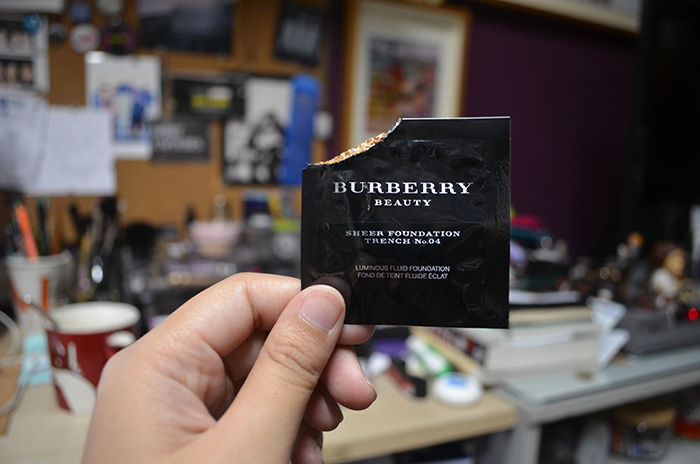 BURBERRY
BEAUTY
SHEER FOUNDATION
TRENCH No.04
LUMINOUS FLUID FOUNDATION
FOND DE TEINT FLUIDE ÉCLAT